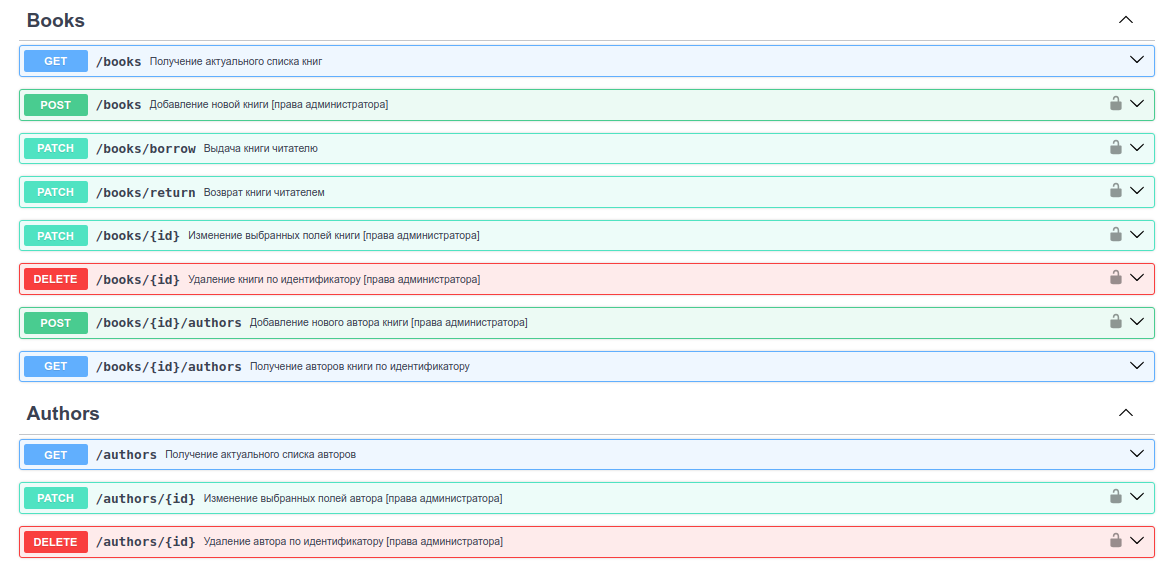 Books
GET /books Получение актуального списка книг
POST /books Добавление новой книги [права администратора]
PATCH /books/borrow Выдача книги читателю
PATCH /books/return Возврат книги читателем
PATCH /books/{id} Изменение выбранных полей книги [права администратора]
DELETE /books/{id} Удаление книги по идентификатору [права администратора]
POST /books/{id}/authors Добавление нового автора книги [права администратора]
GET /books/{id}/authors Получение авторов книги по идентификатору
Authors
GET /authors Получение актуального списка авторов
PATCH /authors/{id} Изменение выбранных полей автора [права администратора]
DELETE /authors/{id} Удаление автора по идентификатору [права администратора]